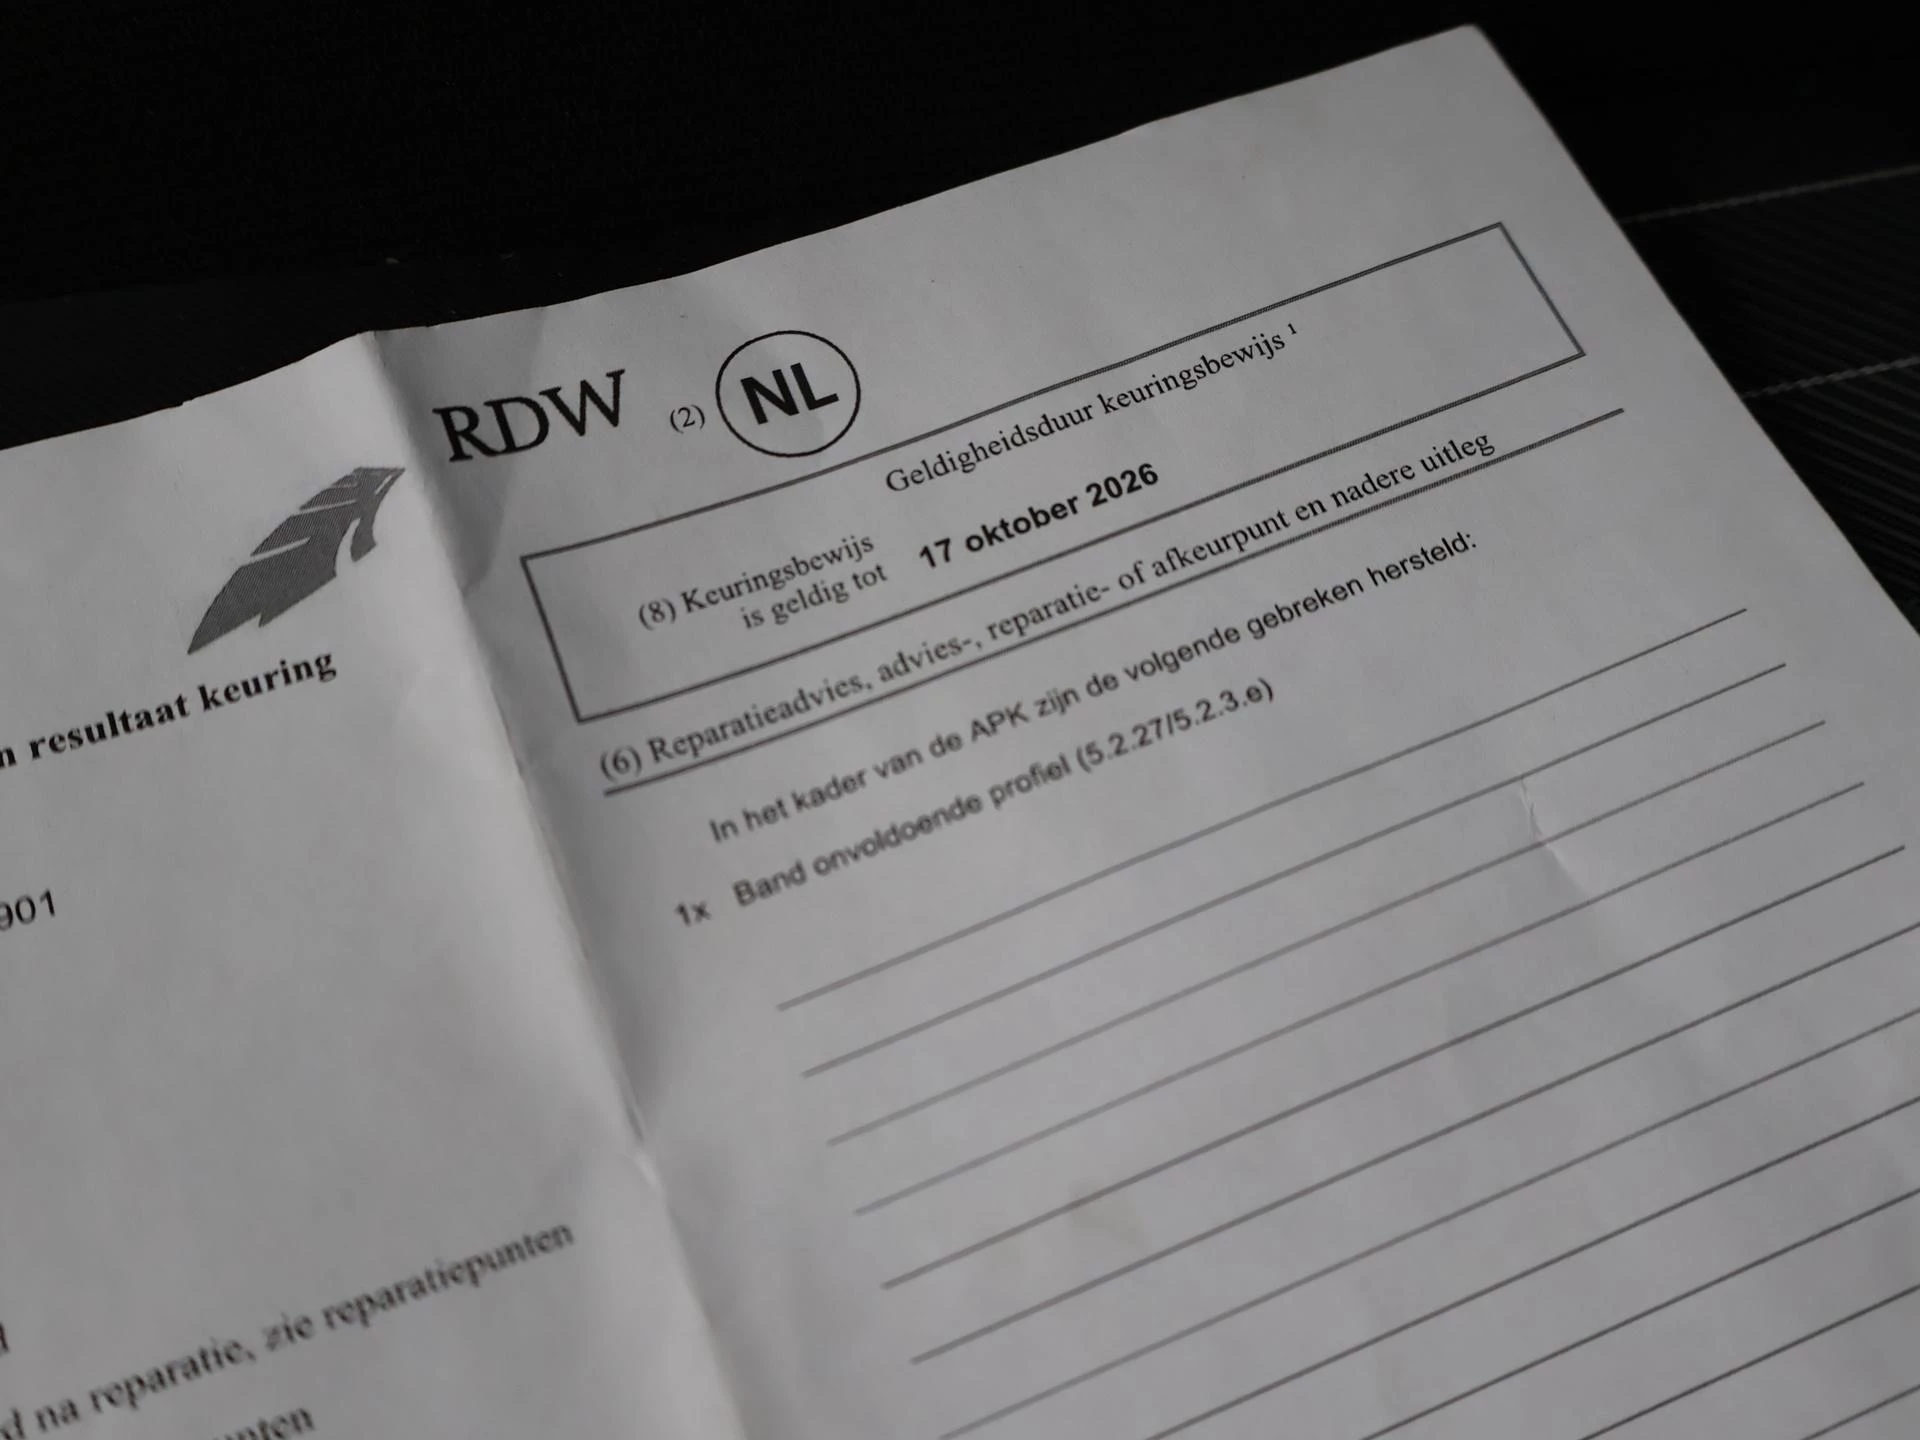 RDW (2) NL
Geldigheidsduur keuringsbewijs ¹
(8) Keuringsbewijs
is geldig tot
17 oktober 2026
(6) Reparatieadvies, advies-, reparatie- of afkeurpunt en nadere uitleg
In het kader van de APK zijn de volgende gebreken hersteld:
1x Band onvoldoende profiel (5.2.27/5.2.3.e)
resultaat keuring
901
na reparatie, zie reparatiepunten